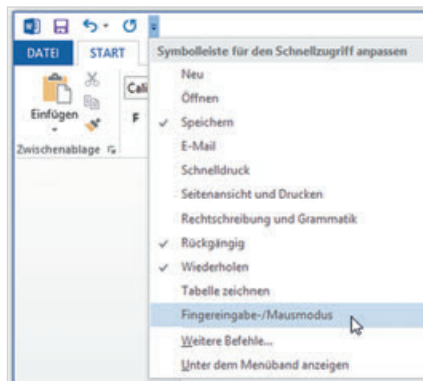 DATEI START
Symbolleiste für den Schnellzugriff anpassen
Neu
Öffnen
Speichern
E-Mail
Schnelldruck
Seitenansicht und Drucken
Rechtschreibung und Grammatik
Rückgängig
Wiederholen
Tabelle zeichnen
Fingereingabe-/Mausmodus
Weitere Befehle...
Unter dem Menüband anzeigen
Einfügen
Cali
F
Zwischenablage